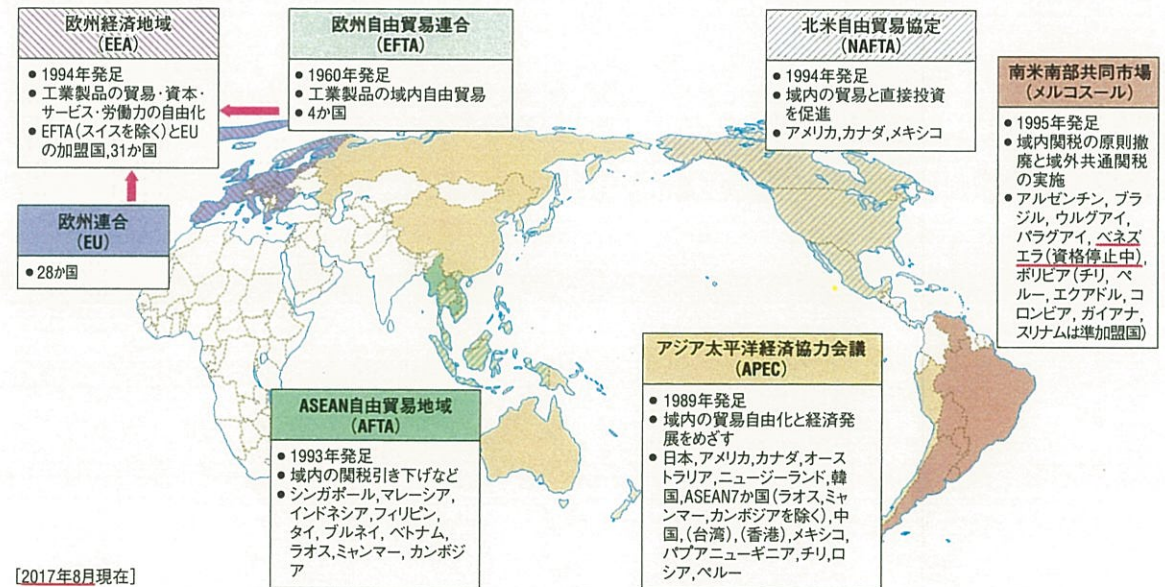 欧州経済地域
(EEA)
● 1994年発足
● 工業製品の貿易・資本・
サービス・労働力の自由化
● EFTA(スイスを除く)とEU
の加盟国,31か国
欧州自由貿易連合
(EFTA)
● 1960年発足
● 工業製品の域内自由貿易
● 4か国
北米自由貿易協定
(NAFTA)
● 1994年発足
● 域内の貿易と直接投資
を促進
● アメリカ,カナダ,メキシコ
南米南部共同市場
(メルコスール)
● 1995年発足
● 域内関税の原則撤
廃と域外共通関税
の実施
● アルゼンチン, ブラ
ジル, ウルグアイ,
パラグアイ, ベネズ
エラ(資格停止中),
ボリビア(チリ, ペ
ルー, エクアドル, コ
ロンビア, ガイアナ,
スリナムは準加盟国)
欧州連合
(EU)
● 28か国
ASEAN自由貿易地域
(AFTA)
● 1993年発足
● 域内の関税引き下げなど
● シンガポール,マレーシア,
インドネシア,フィリピン,
タイ, ブルネイ, ベトナム,
ラオス,ミャンマー, カンボジ
ア
アジア太平洋経済協力会議
(APEC)
● 1989年発足
● 域内の貿易自由化と経済発
展をめざす
● 日本,アメリカ,カナダ,オース
トラリア,ニュージーランド,韓
国,ASEAN7か国(ラオス,ミャ
ンマー,カンボジアを除く),中
国,(台湾),(香港),メキシコ,
パプアニューギニア,チリ,ロ
シア,ペルー
[2017年8月現在]